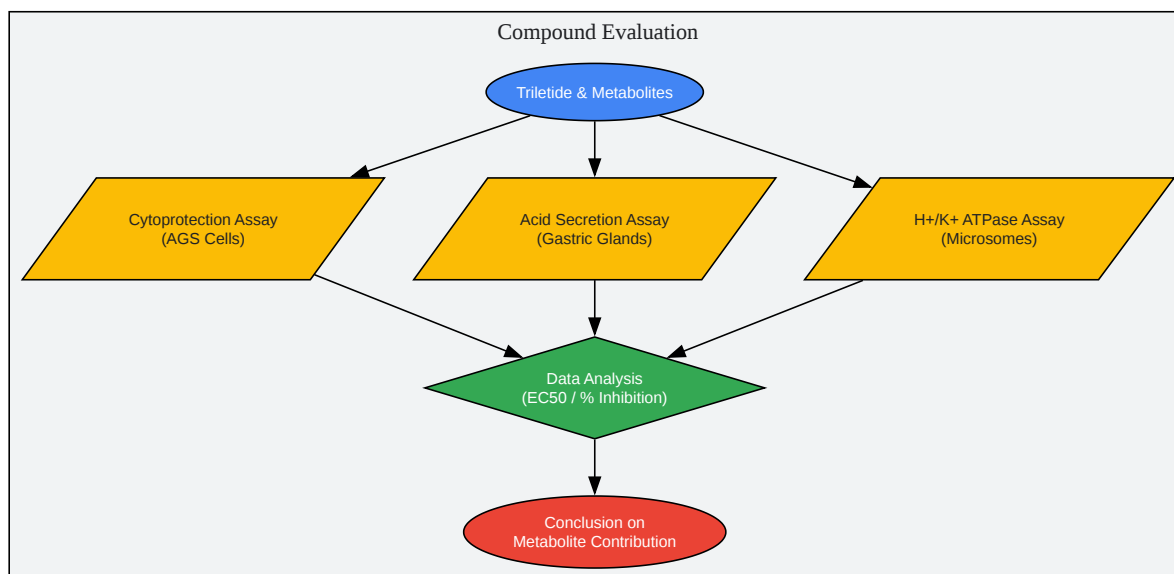 Compound Evaluation
Triletide & Metabolites
Cytoprotection Assay
(AGS Cells)
Acid Secretion Assay
(Gastric Glands)
H+/K+ ATPase Assay
(Microsomes)
Data Analysis
(EC50 / % Inhibition)
Conclusion on
Metabolite Contribution